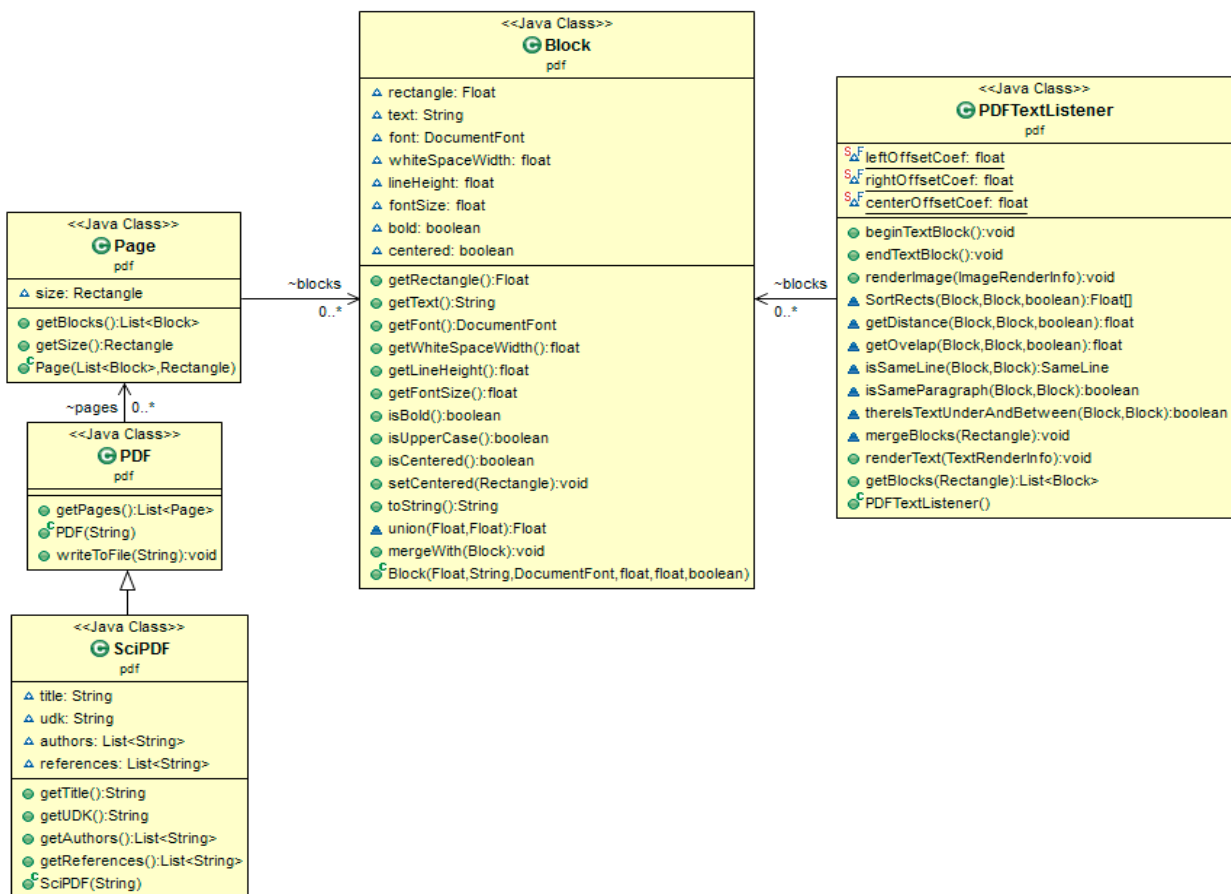 <<Java Class>>
Block
pdf
rectangle: Float
text: String
font: DocumentFont
whiteSpaceWidth: float
lineHeight: float
fontSize: float
bold: boolean
centered: boolean
getRectangle():Float
getText():String
getFont():DocumentFont
getWhiteSpaceWidth():float
getLineHeight():float
getFontSize():float
isBold():boolean
isUpperCase():boolean
isCentered():boolean
setCentered(Rectangle):void
toString():String
union(Float,Float):Float
mergeWith(Block):void
Block(Float,String,DocumentFont,float,float,boolean)
<<Java Class>>
PDFTextListener
pdf
leftOffsetCoef: float
rightOffsetCoef: float
centerOffsetCoef: float
beginTextBlock():void
endTextBlock():void
renderImage(ImageRenderInfo):void
SortRects(Block,Block,boolean):Float[]
getDistance(Block,Block,boolean):float
getOvelap(Block,Block,boolean):float
isSameLine(Block,Block):SameLine
isSameParagraph(Block,Block):boolean
thereIsTextUnderAndBetween(Block,Block):boolean
mergeBlocks(Rectangle):void
renderText(TextRenderInfo):void
getBlocks(Rectangle):List<Block>
PDFTextListener()
<<Java Class>>
Page
pdf
size: Rectangle
getBlocks():List<Block>
getSize():Rectangle
Page(List<Block>,Rectangle)
~blocks
0..*
~blocks
0..*
~pages 0..*
<<Java Class>>
PDF
pdf
getPages():List<Page>
PDF(String)
writeToFile(String):void
<<Java Class>>
SciPDF
pdf
title: String
udk: String
authors: List<String>
references: List<String>
getTitle():String
getUDK():String
getAuthors():List<String>
getReferences():List<String>
SciPDF(String)